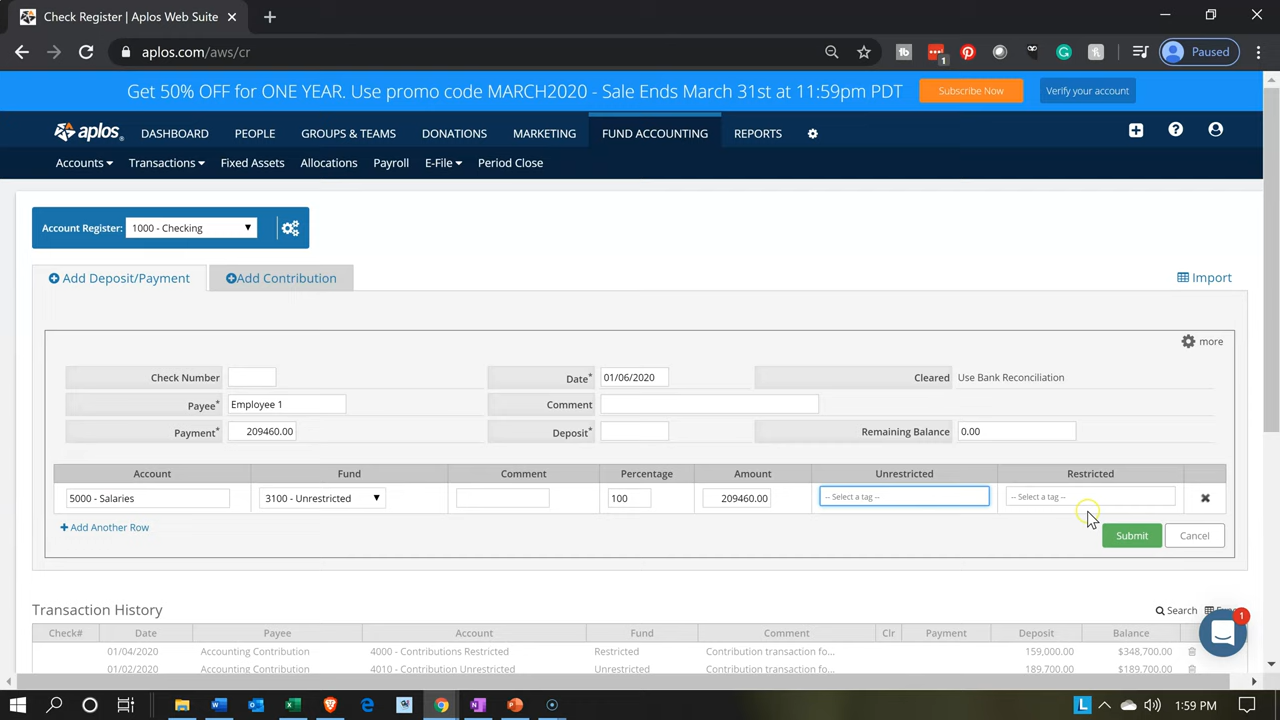 Check Register | Aplos Web Suite
aplos.com/aws/cr
1
Paused
Get 50% OFF for ONE YEAR. Use promo code MARCH2020 - Sale Ends March 31st at 11:59pm PDT
Subscribe Now
Verify your account
aplos
DASHBOARD PEOPLE GROUPS & TEAMS DONATIONS MARKETING FUND ACCOUNTING REPORTS
Accounts Transactions Fixed Assets Allocations Payroll E-File Period Close
Account Register: 1000 - Checking
Add Deposit/Payment Add Contribution Import
more
Check Number Date* 01/06/2020 Cleared Use Bank Reconciliation
Payee* Employee 1 Comment
Payment* 209460.00 Deposit* Remaining Balance 0.00
Account Fund Comment Percentage Amount Unrestricted Restricted
5000 - Salaries 3100 - Unrestricted 100 209460.00 -- Select a tag -- -- Select a tag --
Add Another Row
Submit Cancel
Transaction History Search
1
Check# Date Payee Account Fund Comment Clr Payment Deposit Balance
01/04/2020 Accounting Contribution 4000 - Contributions Restricted Restricted Contribution transaction fo... 159,000.00 $348,700.00
01/02/2020 Accounting Contribution 4010 - Contribution Unrestricted Unrestricted Contribution transaction fo... 189,700.00 $189,700.00
1:59 PM